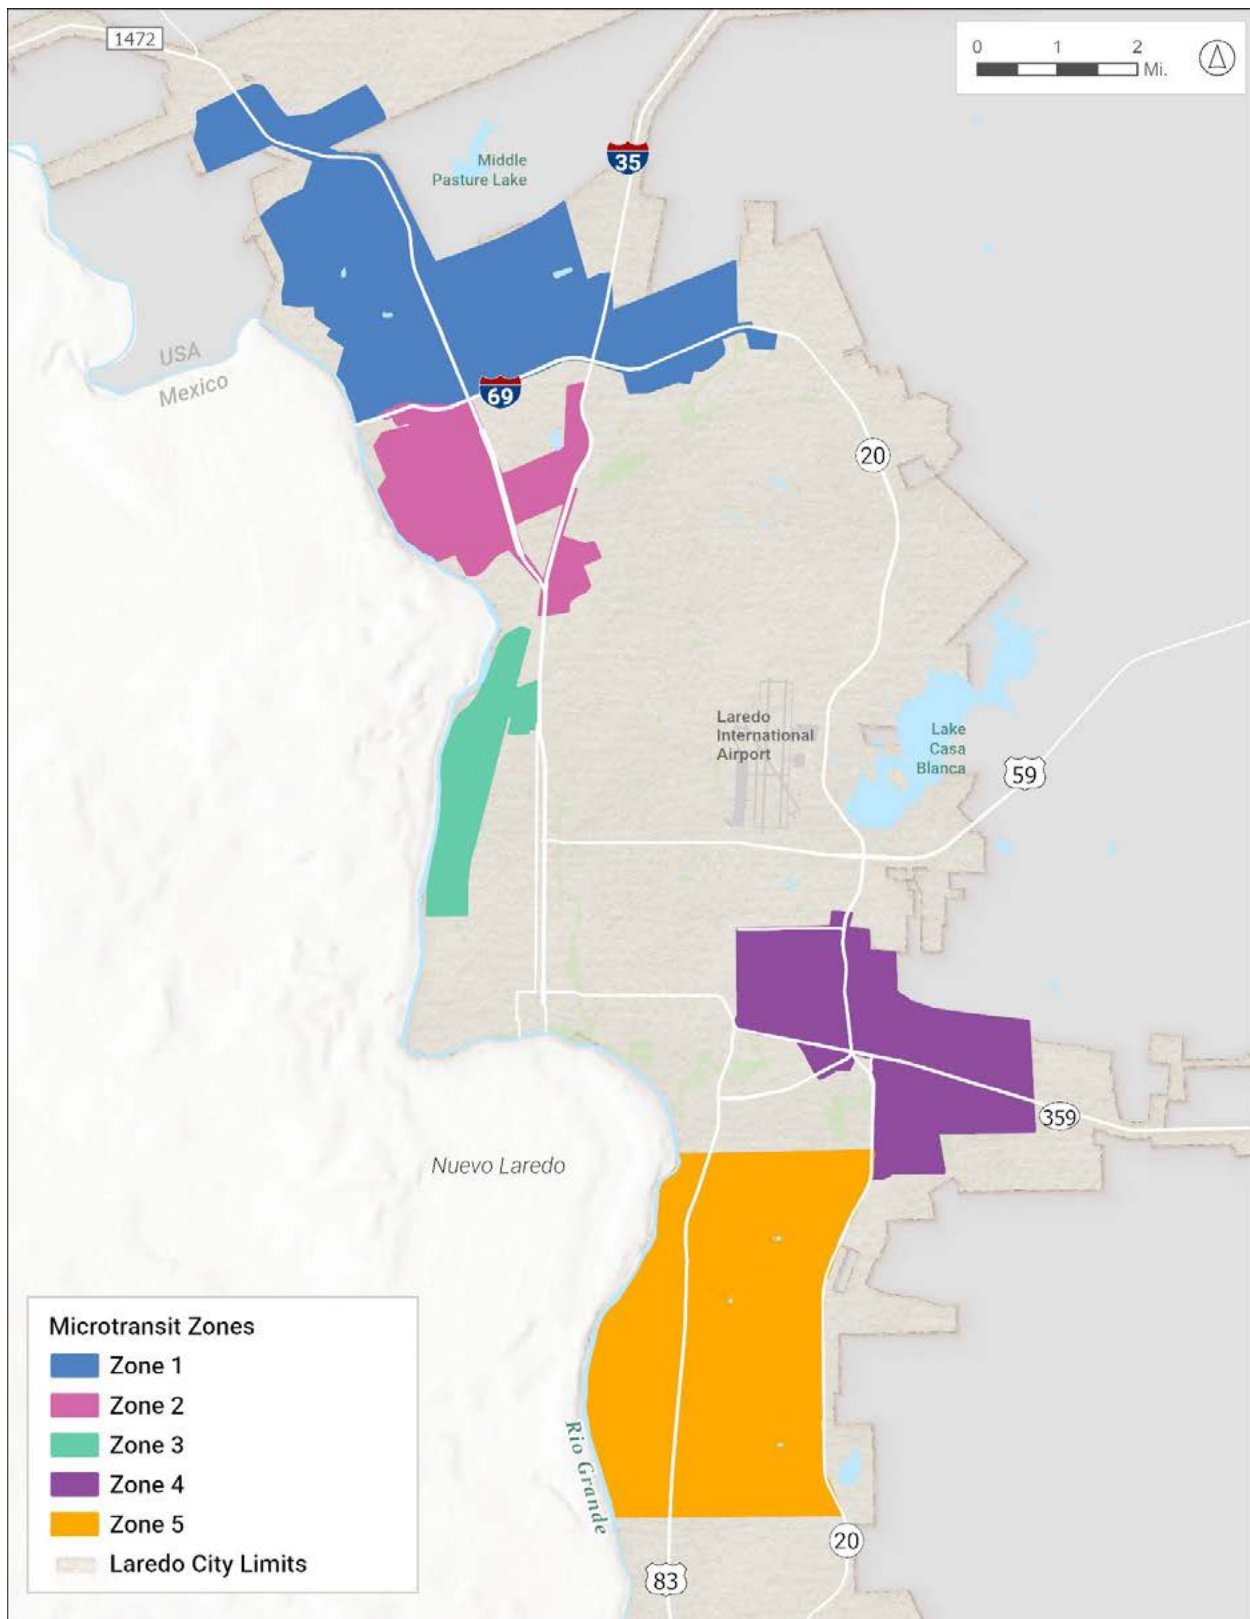 1472
0 1 2
Mi.
35
Middle
Pasture Lake
USA
Mexico
69
20
Laredo
International
Airport
Lake
Casa
Blanca
59
359
Nuevo Laredo
Microtransit Zones
Zone 1
Zone 2
Zone 3
Zone 4
Zone 5
Laredo City Limits
Rio Grande
20
83